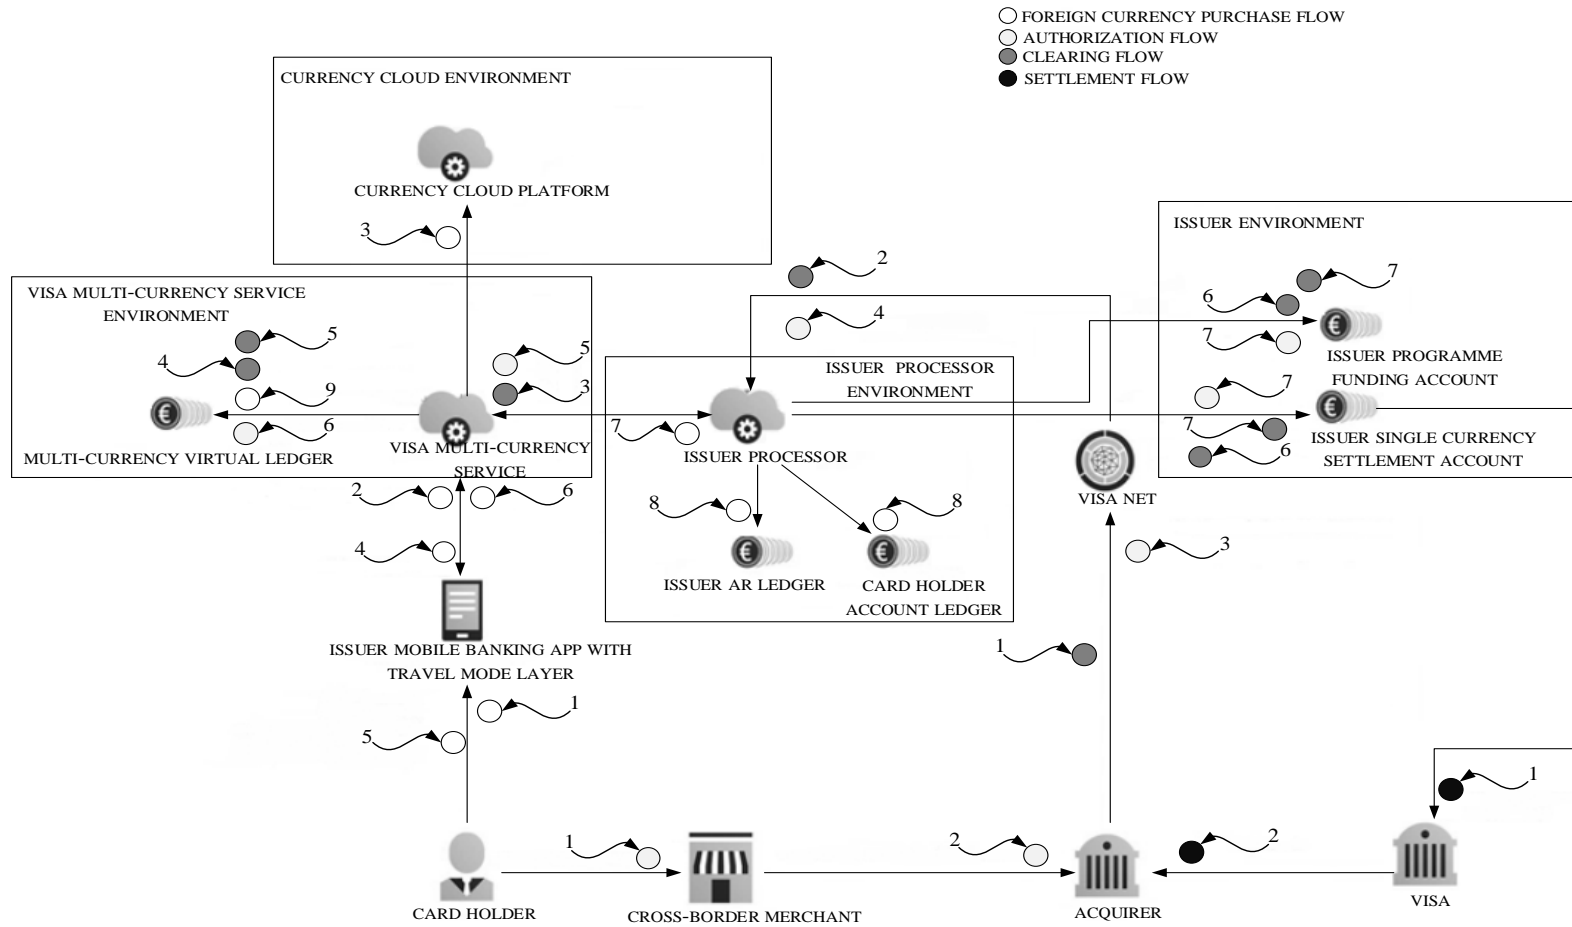 FOREIGN CURRENCY PURCHASE FLOW
AUTHORIZATION FLOW
CLEARING FLOW
SETTLEMENT FLOW
CURRENCY CLOUD ENVIRONMENT
CURRENCY CLOUD PLATFORM
3
ISSUER ENVIRONMENT
2
7
6
4
7
ISSUER PROGRAMME
FUNDING ACCOUNT
7
7
ISSUER SINGLE CURRENCY
SETTLEMENT ACCOUNT
6
VISA MULTI-CURRENCY SERVICE
ENVIRONMENT
5
4
9
6
MULTI-CURRENCY VIRTUAL LEDGER
5
3
VISA MULTI-CURRENCY
SERVICE
ISSUER PROCESSOR
ENVIRONMENT
7
ISSUER PROCESSOR
8
8
ISSUER AR LEDGER
CARD HOLDER
ACCOUNT LEDGER
VISA NET
3
2
6
4
ISSUER MOBILE BANKING APP WITH
TRAVEL MODE LAYER
1
1
5
1
CARD HOLDER
1
CROSS-BORDER MERCHANT
2
ACQUIRER
2
VISA